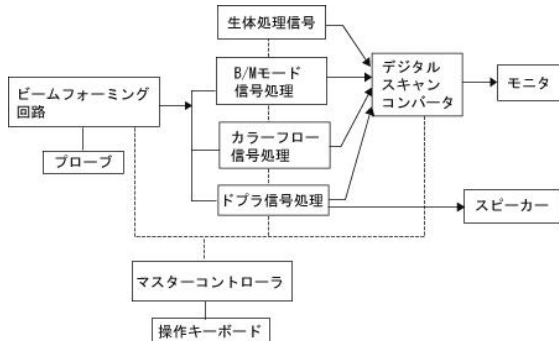 生体処理信号
B/Mモード
信号処理
デジタル
スキャン
コンバータ
モニタ
ビームフォーミング
回路
プローブ
カラーフロー
信号処理
ドプラ信号処理
スピーカー
マスターコントローラ
操作キーボード